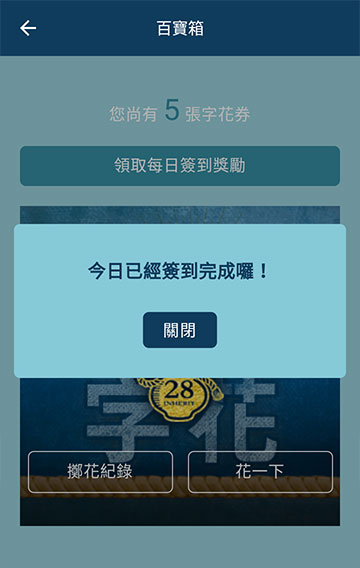 百寶箱
您尚有 5 張字花券
領取每日簽到獎勵
今日已經簽到完成囉！
關閉
28
INHERIT
字花
擲花紀錄
花一下